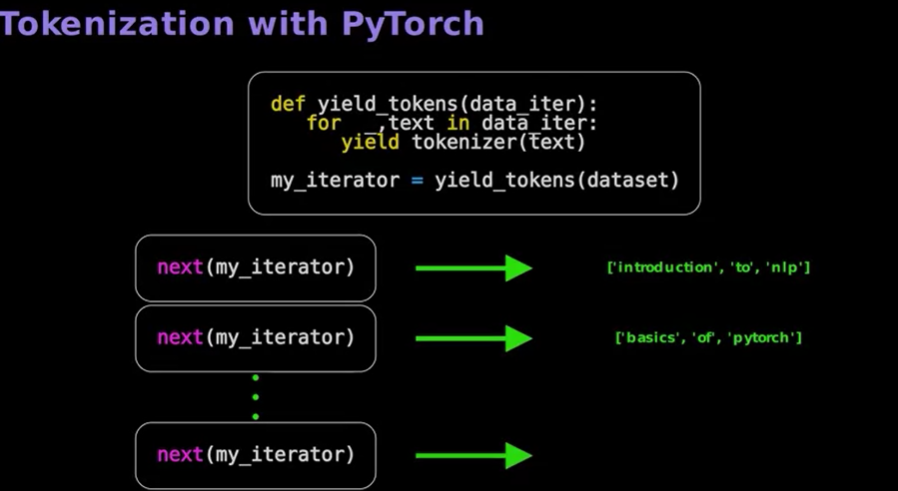 Tokenization with PyTorch
def yield_tokens(data_iter):
for _,text in data_iter:
yield tokenizer(text)
my_iterator = yield_tokens(dataset)
next(my_iterator)
['introduction', 'to', 'nlp']
next(my_iterator)
['basics', 'of', 'pytorch']
next(my_iterator)